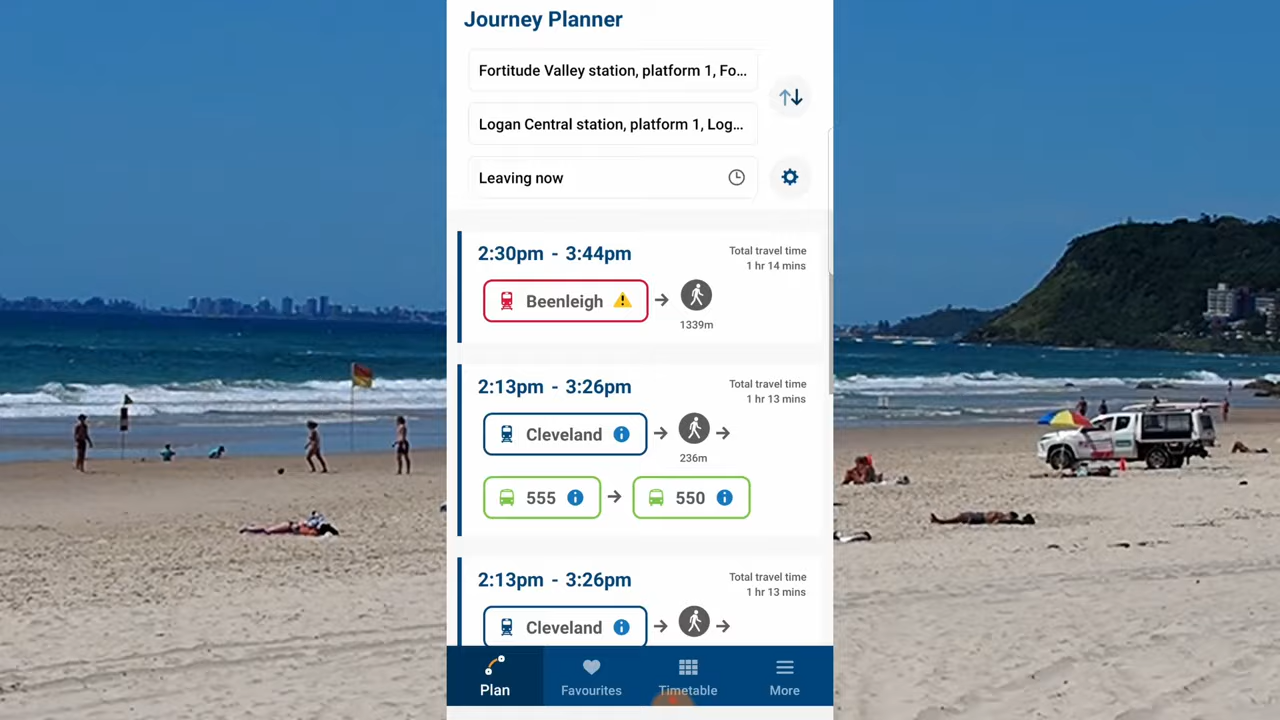 Journey Planner
Fortitude Valley station, platform 1, Fo...
Logan Central station, platform 1, Log...
Leaving now
2:30pm - 3:44pm
Total travel time
1 hr 14 mins
Beenleigh
1339m
2:13pm - 3:26pm
Total travel time
1 hr 13 mins
Cleveland
236m
555
550
2:13pm - 3:26pm
Total travel time
1 hr 13 mins
Cleveland
Plan
Favourites
Timetable
More